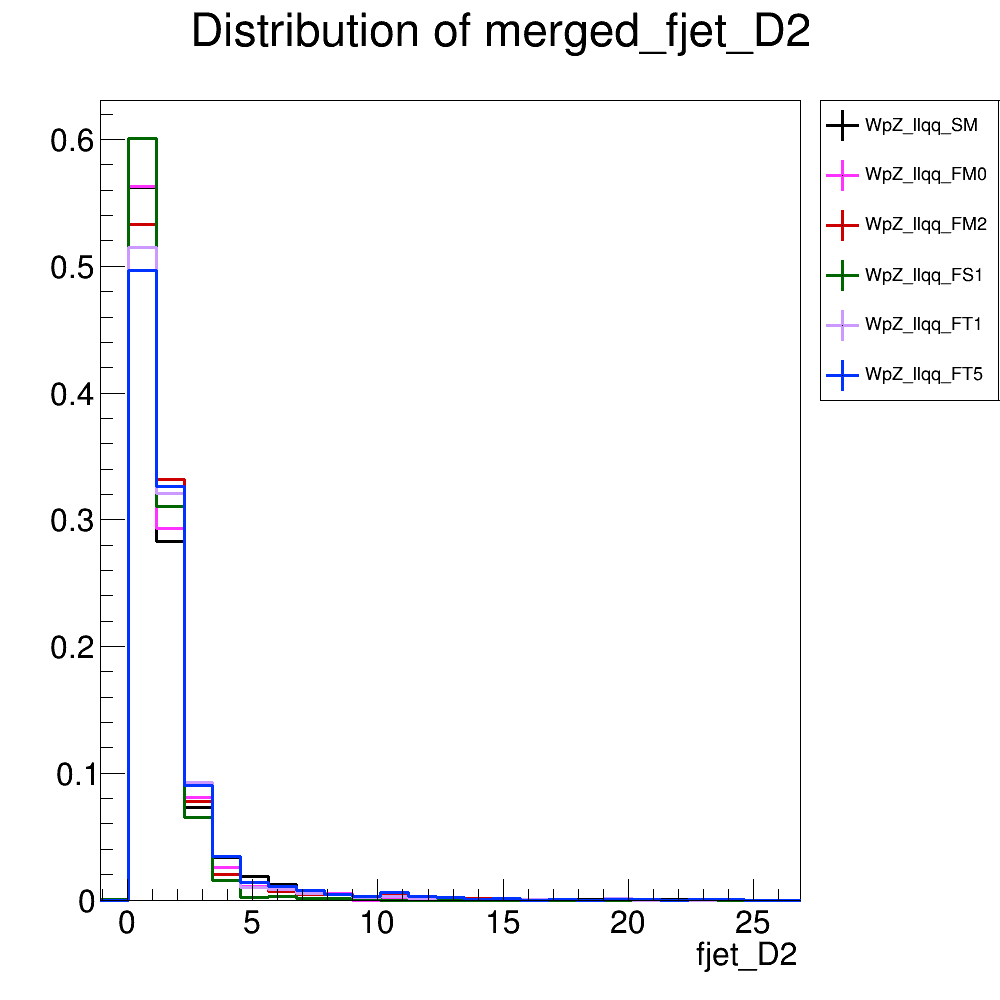 Distribution of merged_fjet_D2
0.6
0.5
0.4
0.3
0.2
0.1
0
0 5 10 15 20 25
fjet_D2
WpZ_llqq_SM
WpZ_llqq_FM0
WpZ_llqq_FM2
WpZ_llqq_FS1
WpZ_llqq_FT1
WpZ_llqq_FT5